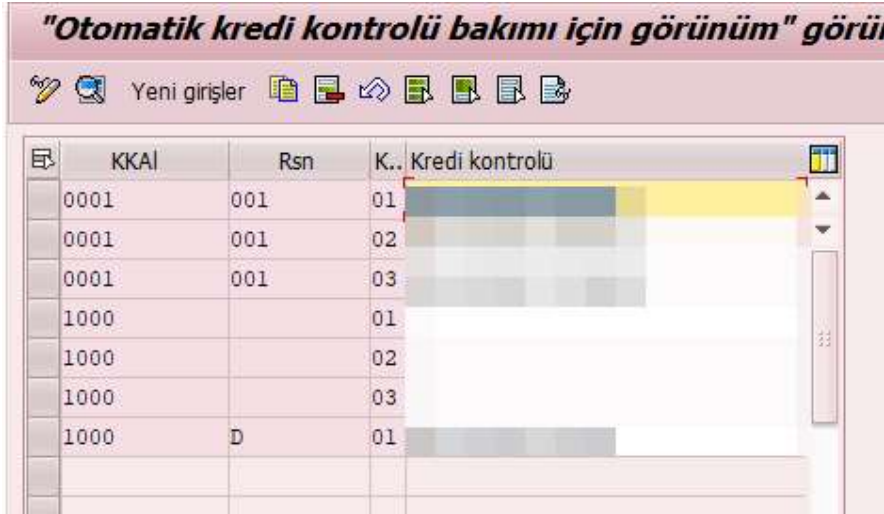 "Otomatik kredi kontrolü bakımı için görünüm"
Yeni girişler
KKAl Rsn K.. Kredi kontrolü
0001 001 01
0001 001 02
0001 001 03
1000 01
1000 02
1000 03
1000 D 01